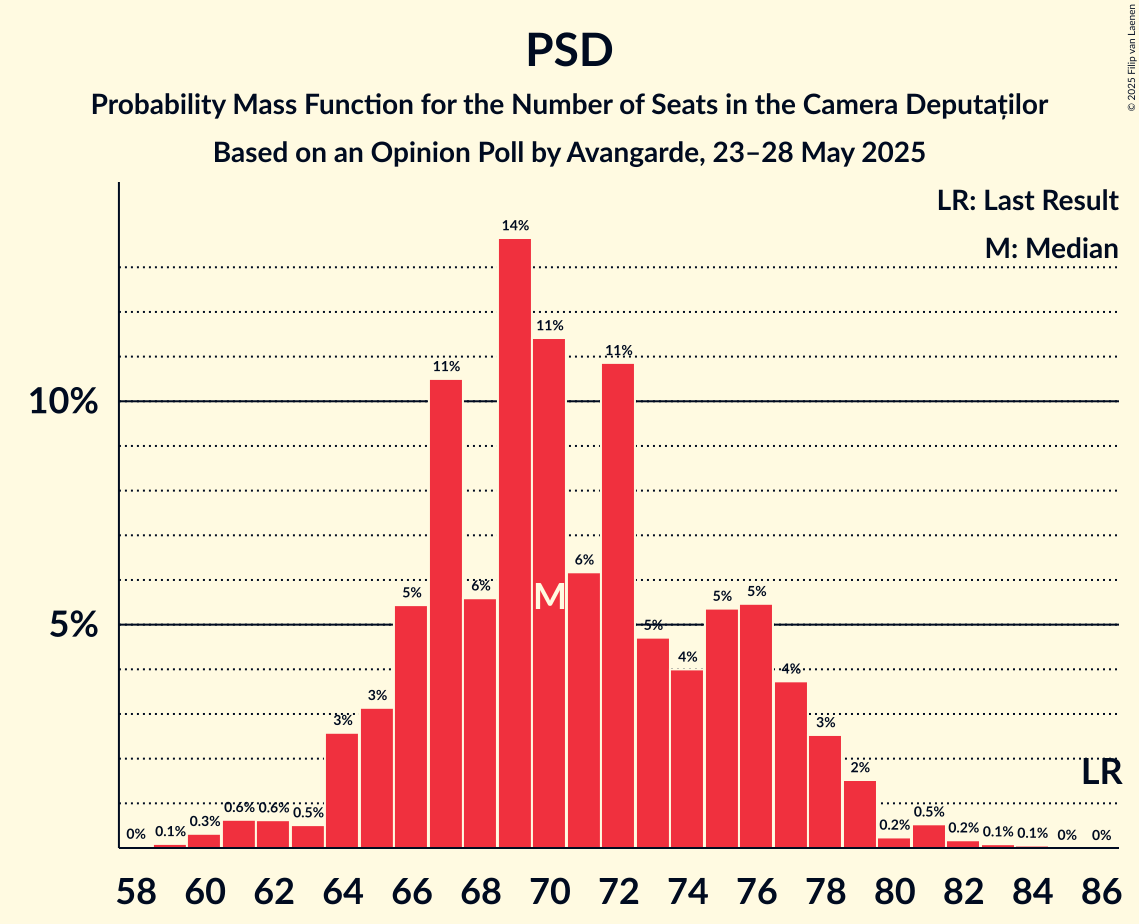 PSD
Probability Mass Function for the Number of Seats in the Camera Deputaților
Based on an Opinion Poll by Avangarde, 23–28 May 2025
© 2025 Filip van Laenen
LR: Last Result
M: Median
10%
5%
0% 0.1% 0.3% 0.6% 0.6% 0.5% 3% 3% 5% 11% 6% 14% 11% 6% 11% 5% 4% 5% 5% 4% 3% 2% 0.2% 0.5% 0.2% 0.1% 0.1% 0% 0%
M
LR
58 60 62 64 66 68 70 72 74 76 78 80 82 84 86